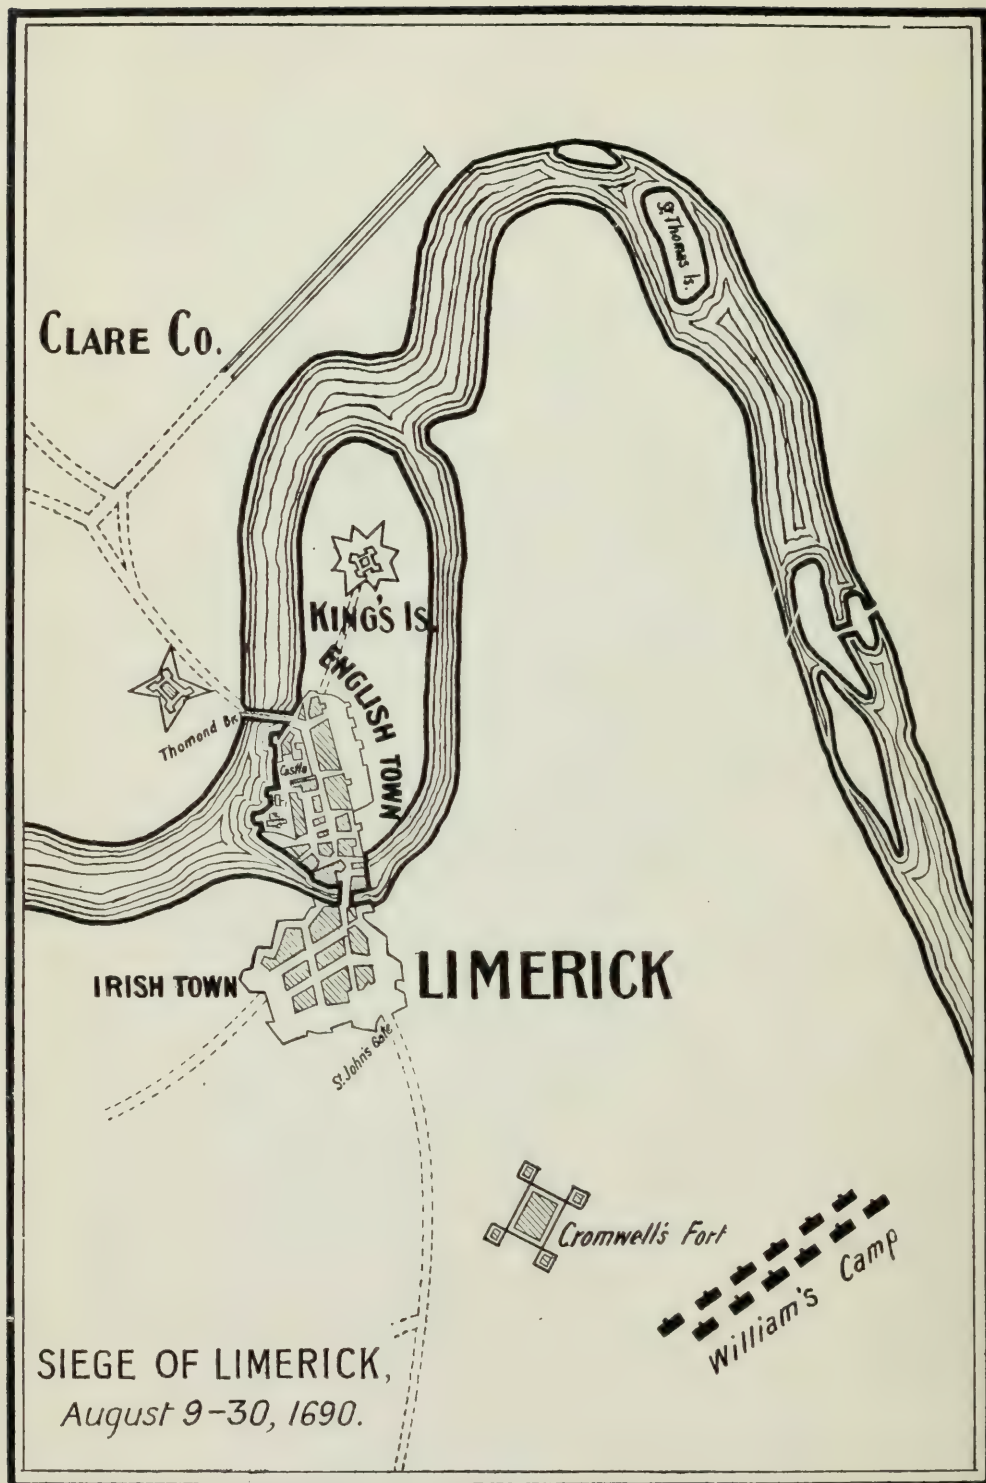 St. Thomas Is.
CLARE CO.
KING'S IS.
ENGLISH TOWN
Thomond Br.
Castle
IRISH TOWN
LIMERICK
St. John's Gate
Cromwell's Fort
William's Camp
SIEGE OF LIMERICK,
August 9-30, 1690.